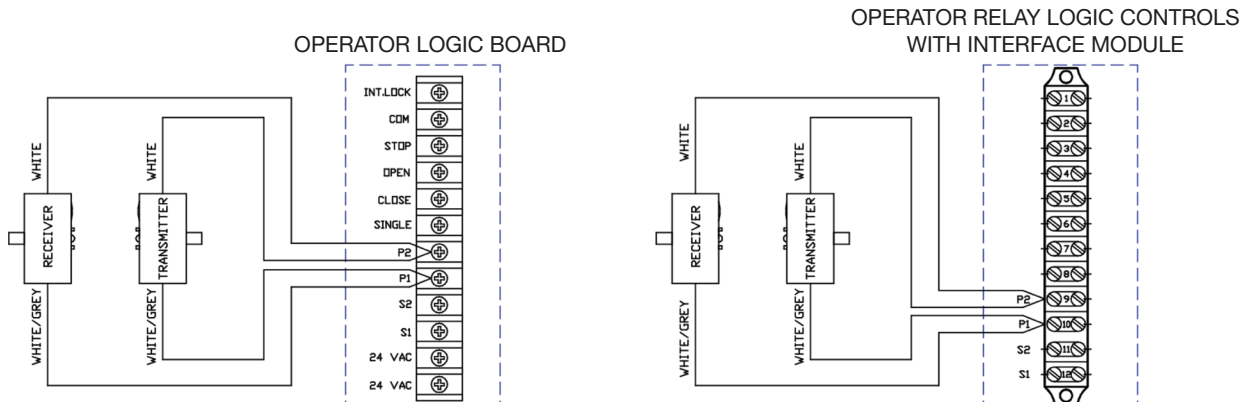 OPERATOR LOGIC BOARD
INT.LOCK
COM
STOP
OPEN
CLOSE
SINGLE
P2
P1
S2
S1
24 VAC
24 VAC
WHITE
WHITE
RECEIVER
TRANSMITTER
WHITE/GREY
WHITE/GREY
OPERATOR RELAY LOGIC CONTROLS
WITH INTERFACE MODULE
1
2
3
4
5
6
7
8
P2 9
P1 10
S2 11
S1 12
WHITE
WHITE
RECEIVER
TRANSMITTER
WHITE/GREY
WHITE/GREY